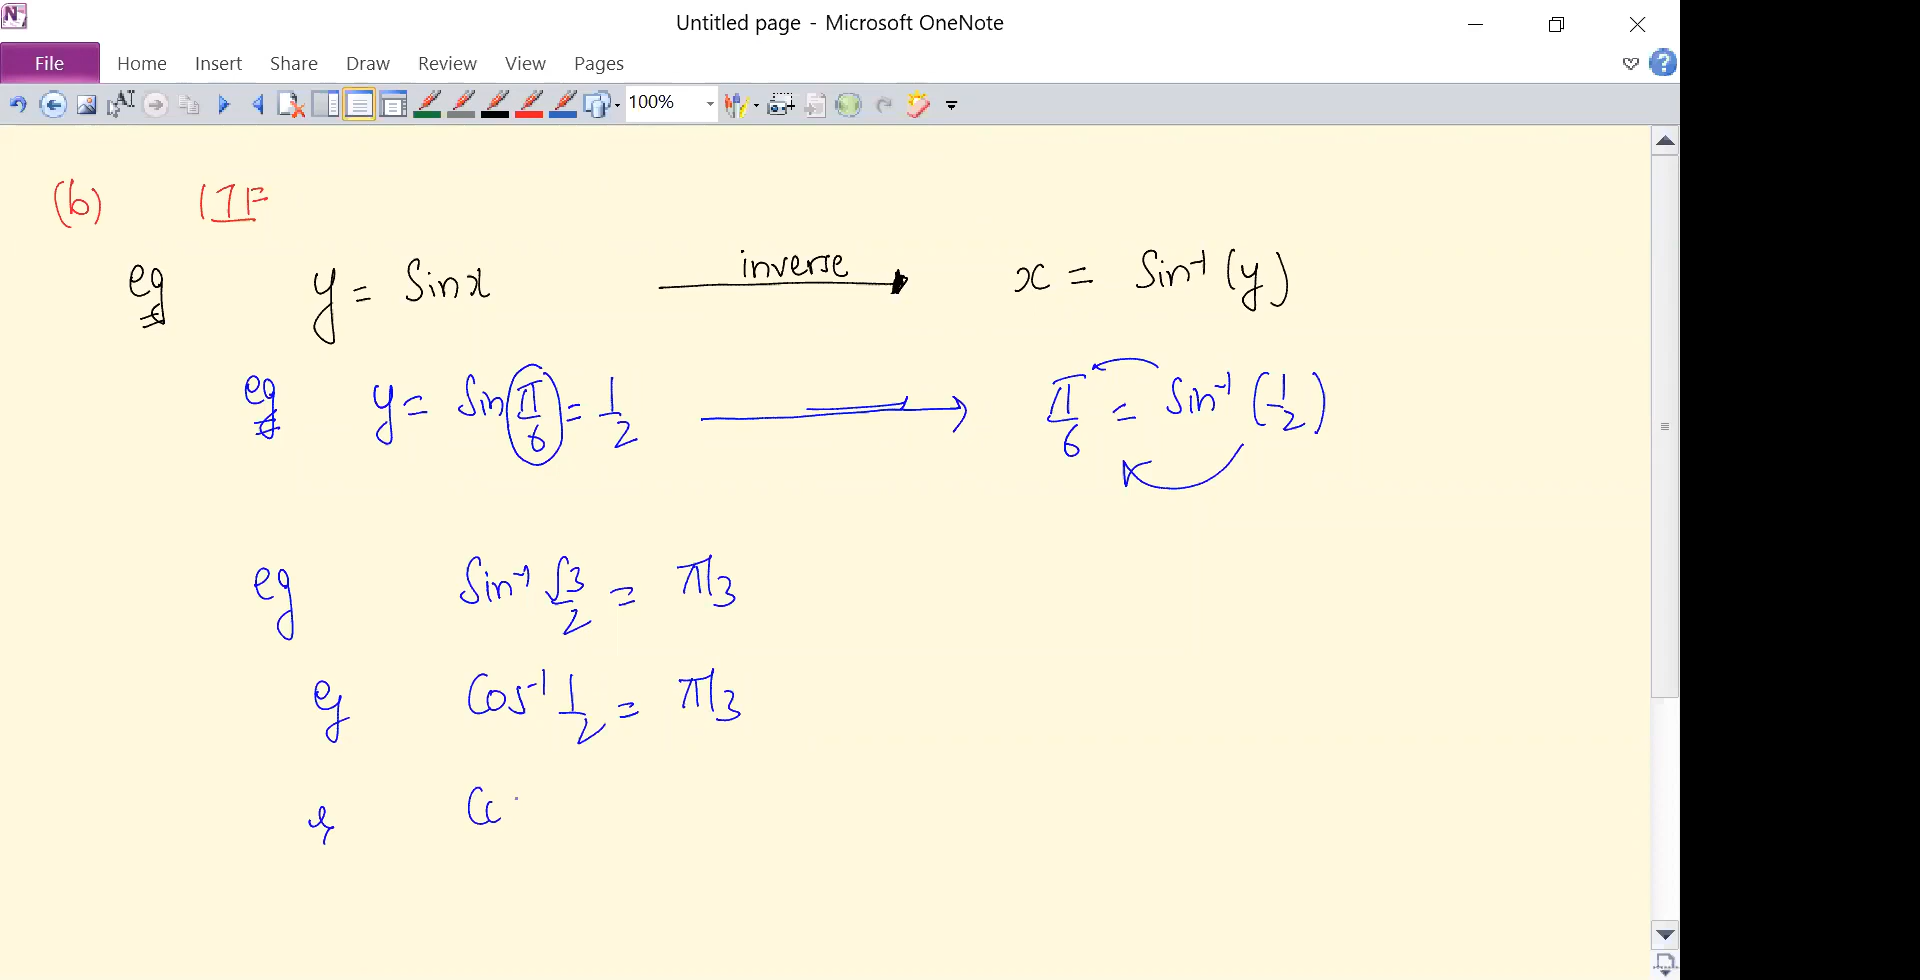 Untitled page - Microsoft OneNote
File Home Insert Share Draw Review View Pages
100%
(b) ITF
eg y = Sinx inverse x = Sin⁻¹(y)
eg y = Sin π/6 = 1/2 π/6 = Sin⁻¹(1/2)
eg Sin⁻¹ √3/2 = π/3
eg Cos⁻¹ 1/2 = π/3